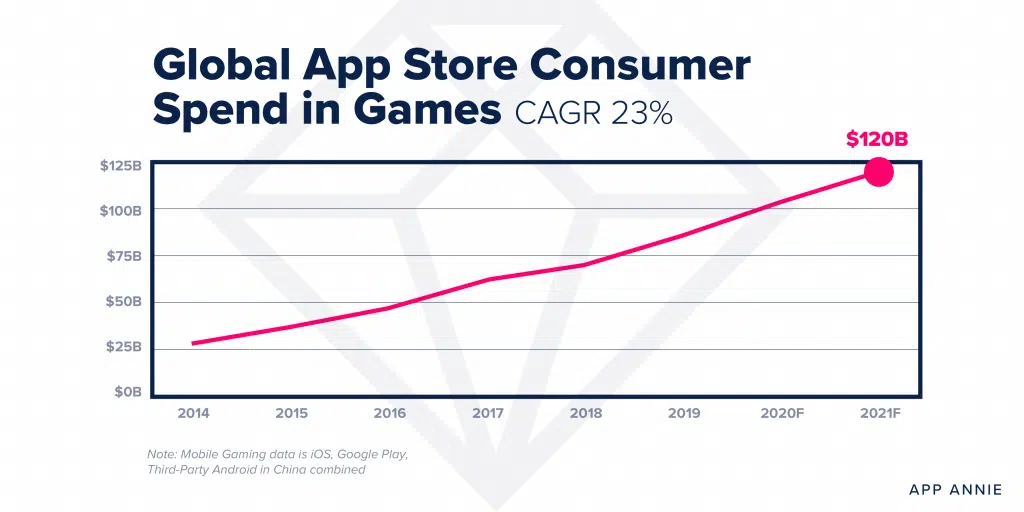 Global App Store Consumer
Spend in Games CAGR 23%
$120B
$125B
$100B
$75B
$50B
$25B
$0B
2014 2015 2016 2017 2018 2019 2020F 2021F
Note: Mobile Gaming data is iOS, Google Play,
Third-Party Android in China combined
APP ANNIE